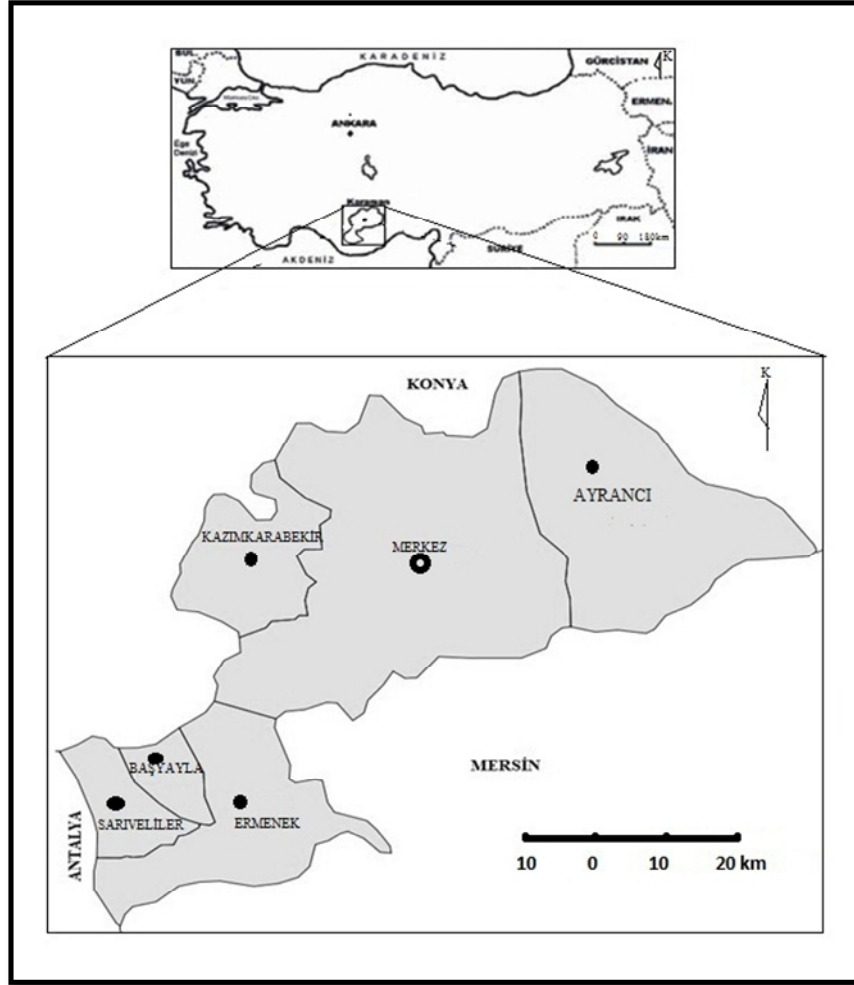 KARADENİZ
BUL.
GÜRCİSTAN
K
YUN.
ERMEN.
ANKARA
İRAN
Ege
Denizi
Karaman
IRAK
0 90 180km
SURİYE
AKDENİZ
KONYA
K
AYRANCI
KAZIMKARABEKİR
MERKEZ
BAŞYAYLA
MERSİN
SARIVELİLER
ERMENEK
ANTALYA
10 0 10 20 km